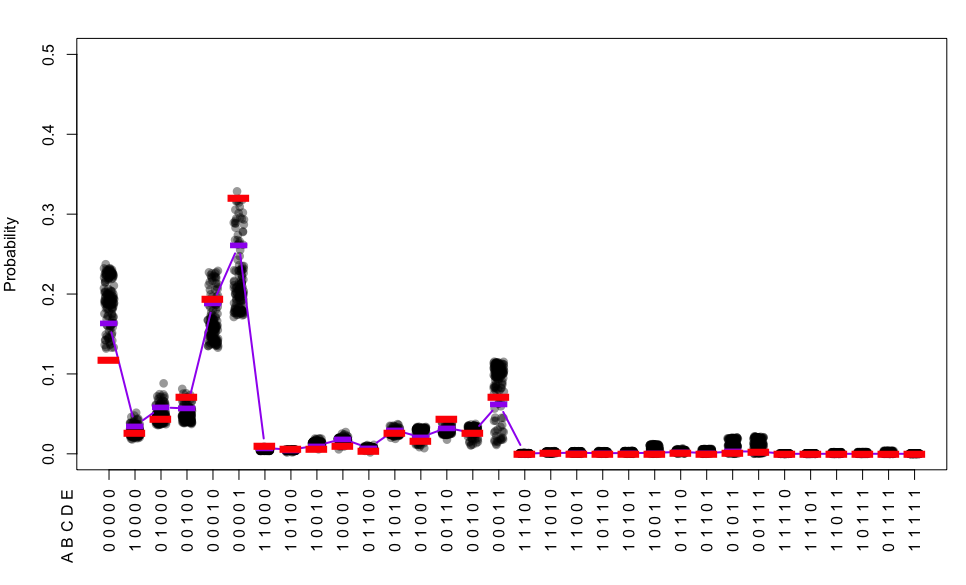 Probability
0.5
0.4
0.3
0.2
0.1
0.0
A B C D E
0 0 0 0 0
1 0 0 0 0
0 1 0 0 0
0 0 1 0 0
0 0 0 1 0
0 0 0 0 1
1 1 0 0 0
1 0 1 0 0
1 0 0 1 0
1 0 0 0 1
0 1 1 0 0
0 1 0 1 0
0 1 0 0 1
0 0 1 1 0
0 0 1 0 1
0 0 0 1 1
1 1 1 0 0
1 1 0 1 0
1 1 0 0 1
1 0 1 1 0
1 0 1 0 1
1 0 0 1 1
0 1 1 1 0
0 1 1 0 1
0 1 0 1 1
0 0 1 1 1
1 1 1 1 0
1 1 1 0 1
1 1 0 1 1
1 0 1 1 1
0 1 1 1 1
1 1 1 1 1